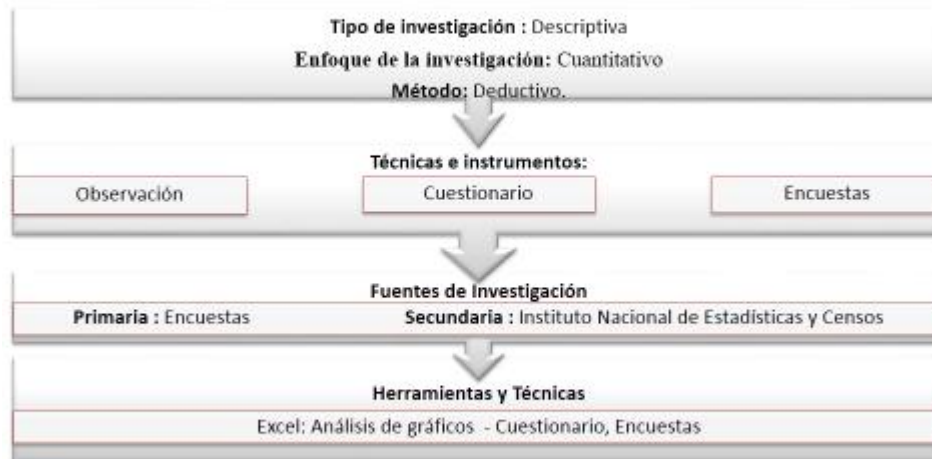 Tipo de investigación : Descriptiva
Enfoque de la investigación: Cuantitativo
Método: Deductivo.
Técnicas e instrumentos:
Observación Cuestionario Encuestas
Fuentes de Investigación
Primaria : Encuestas Secundaria : Instituto Nacional de Estadísticas y Censos
Herramientas y Técnicas
Excel: Análisis de gráficos - Cuestionario, Encuestas